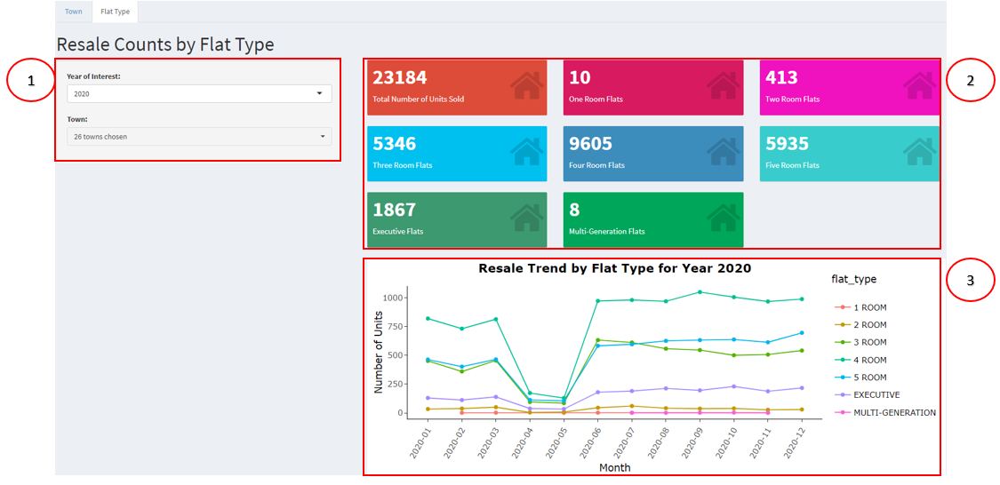 Town Flat Type
Resale Counts by Flat Type
1
Year of Interest:
2020
Town:
26 towns chosen
2
23184
Total Number of Units Sold
10
One Room Flats
413
Two Room Flats
5346
Three Room Flats
9605
Four Room Flats
5935
Five Room Flats
1867
Executive Flats
8
Multi-Generation Flats
3
Resale Trend by Flat Type for Year 2020
Number of Units
1000
750
500
250
0
2020-01
2020-02
2020-03
2020-04
2020-05
2020-06
2020-07
2020-08
2020-09
2020-10
2020-11
2020-12
Month
flat_type
1 ROOM
2 ROOM
3 ROOM
4 ROOM
5 ROOM
EXECUTIVE
MULTI-GENERATION